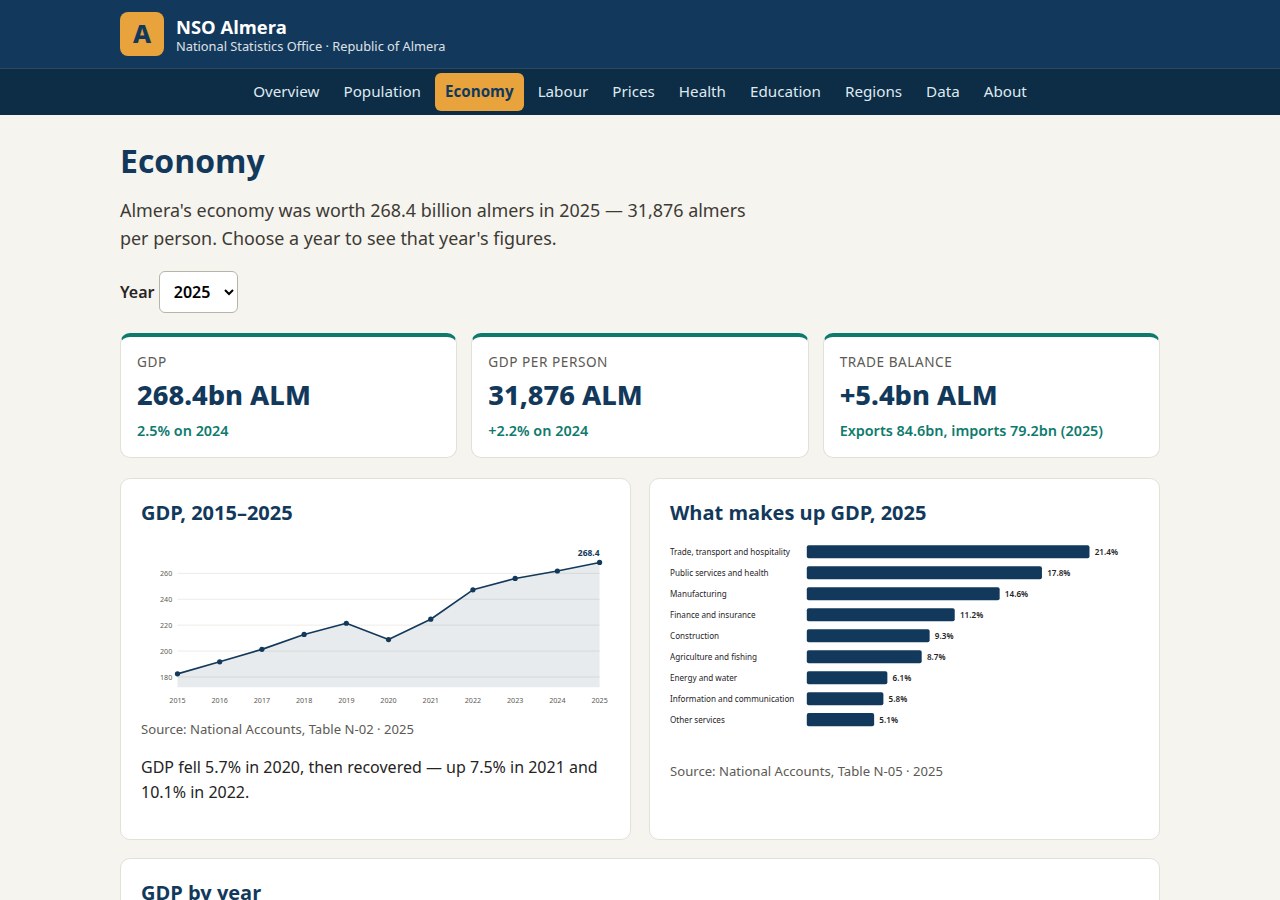 A
NSO Almera
National Statistics Office · Republic of Almera
Overview Population Economy Labour Prices Health Education Regions Data About
Economy
Almera's economy was worth 268.4 billion almers in 2025 — 31,876 almers
per person. Choose a year to see that year's figures.
Year 2025
GDP
268.4bn ALM
2.5% on 2024
GDP PER PERSON
31,876 ALM
+2.2% on 2024
TRADE BALANCE
+5.4bn ALM
Exports 84.6bn, imports 79.2bn (2025)
GDP, 2015–2025
268.4
260
240
220
200
180
2015 2016 2017 2018 2019 2020 2021 2022 2023 2024 2025
Source: National Accounts, Table N-02 · 2025
GDP fell 5.7% in 2020, then recovered — up 7.5% in 2021 and
10.1% in 2022.
What makes up GDP, 2025
Trade, transport and hospitality 21.4%
Public services and health 17.8%
Manufacturing 14.6%
Finance and insurance 11.2%
Construction 9.3%
Agriculture and fishing 8.7%
Energy and water 6.1%
Information and communication 5.8%
Other services 5.1%
Source: National Accounts, Table N-05 · 2025
GDP by year